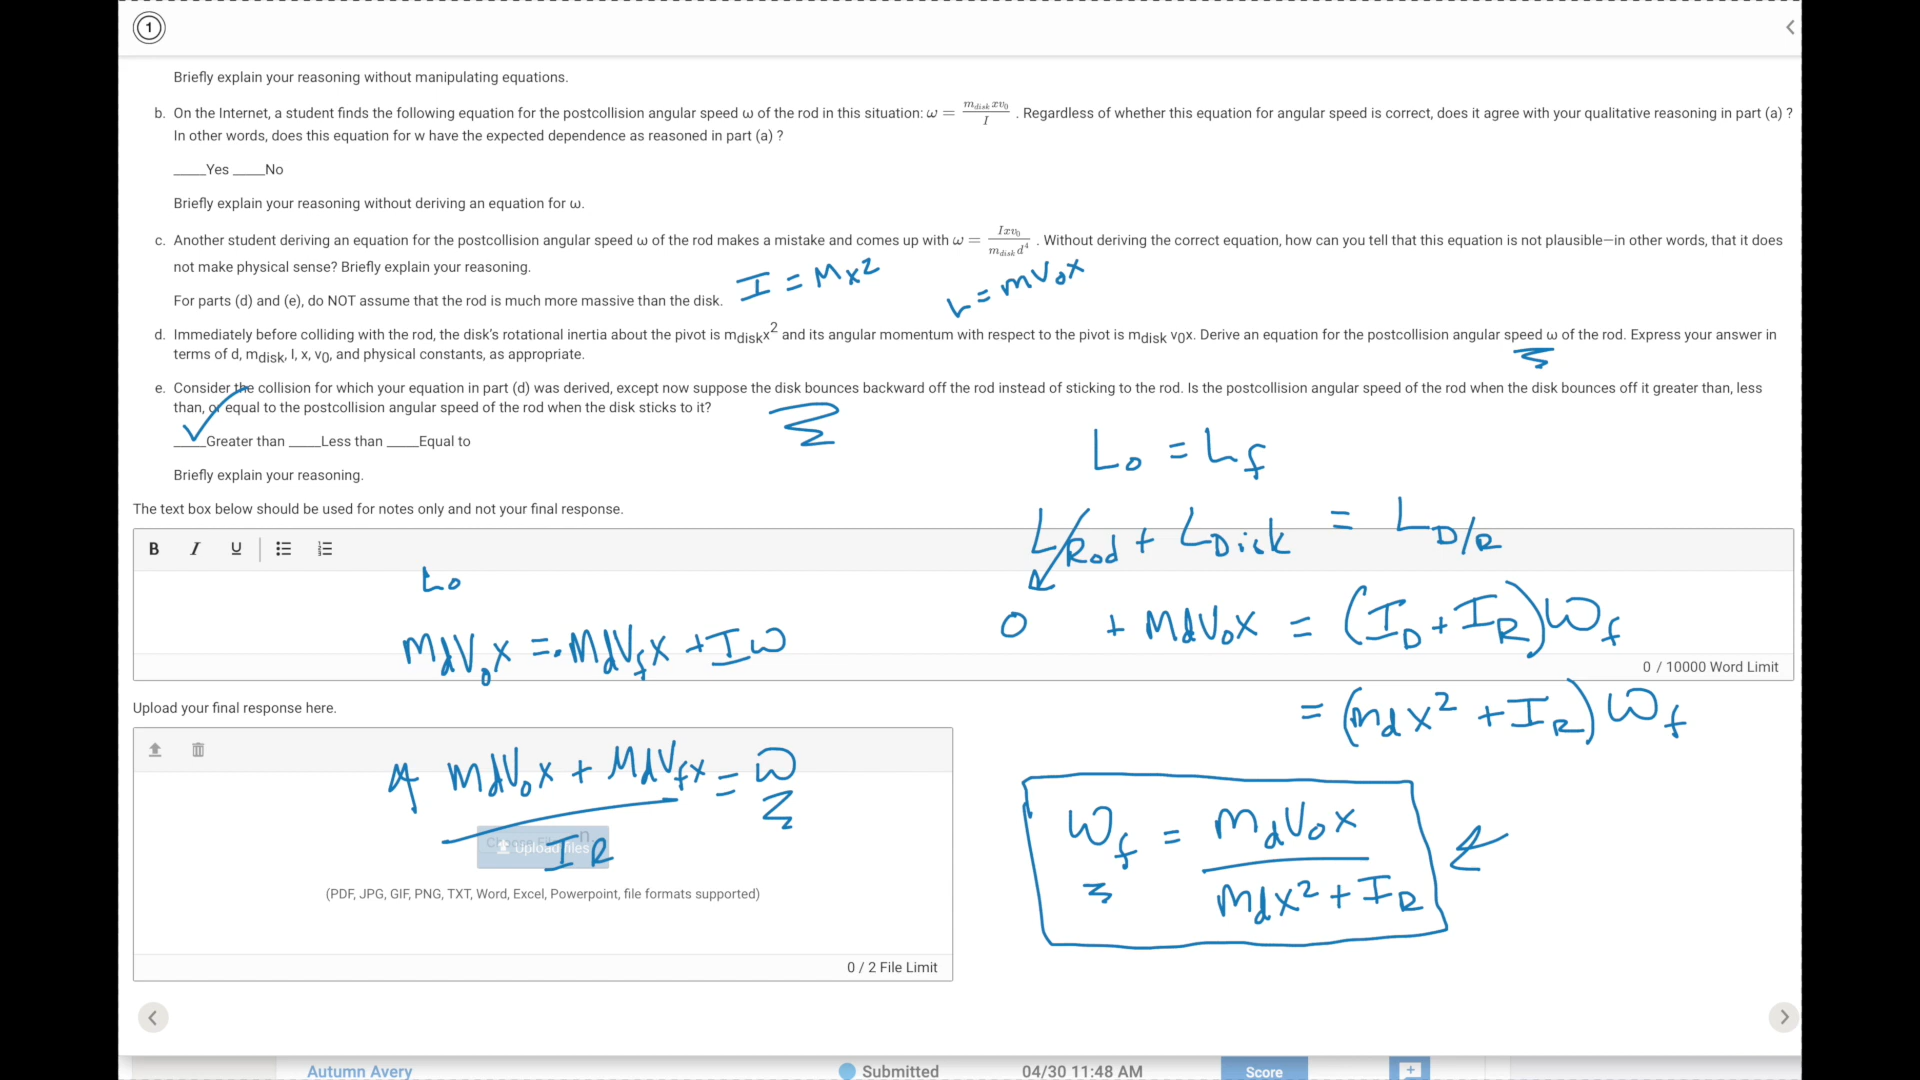 1
Briefly explain your reasoning without manipulating equations.
b. On the Internet, a student finds the following equation for the postcollision angular speed ω of the rod in this situation: ω = m_disk x v_0 / I . Regardless of whether this equation for angular speed is correct, does it agree with your qualitative reasoning in part (a) ?
In other words, does this equation for w have the expected dependence as reasoned in part (a) ?
____Yes ____No
Briefly explain your reasoning without deriving an equation for ω.
c. Another student deriving an equation for the postcollision angular speed ω of the rod makes a mistake and comes up with ω = I x v_0 / m_disk d^4 . Without deriving the correct equation, how can you tell that this equation is not plausible—in other words, that it does
not make physical sense? Briefly explain your reasoning.
I = Mx²
L = mV₀x
For parts (d) and (e), do NOT assume that the rod is much more massive than the disk.
d. Immediately before colliding with the rod, the disk's rotational inertia about the pivot is m_disk x² and its angular momentum with respect to the pivot is m_disk v₀x. Derive an equation for the postcollision angular speed ω of the rod. Express your answer in
terms of d, m_disk, I, x, v₀, and physical constants, as appropriate.
e. Consider the collision for which your equation in part (d) was derived, except now suppose the disk bounces backward off the rod instead of sticking to the rod. Is the postcollision angular speed of the rod when the disk bounces off it greater than, less
than, or equal to the postcollision angular speed of the rod when the disk sticks to it?
✓
____Greater than ____Less than ____Equal to
L₀ = L_f
Briefly explain your reasoning.
The text box below should be used for notes only and not your final response.
L_Rod + L_Disk = L_D/R
B I U
L₀
0 + MdV₀x = (I_D + I_R)ω_f
MdV₀x = -MdV_fx + Iω
0 / 10000 Word Limit
Upload your final response here.
= (mdx² + I_R)ω_f
MdV₀x + MdV_fx / I_R = ω
ω_f = MdV₀x / Mdx² + I_R
Upload files
(PDF, JPG, GIF, PNG, TXT, Word, Excel, Powerpoint, file formats supported)
0 / 2 File Limit
Autumn Avery Submitted 04/30 11:48 AM Score +